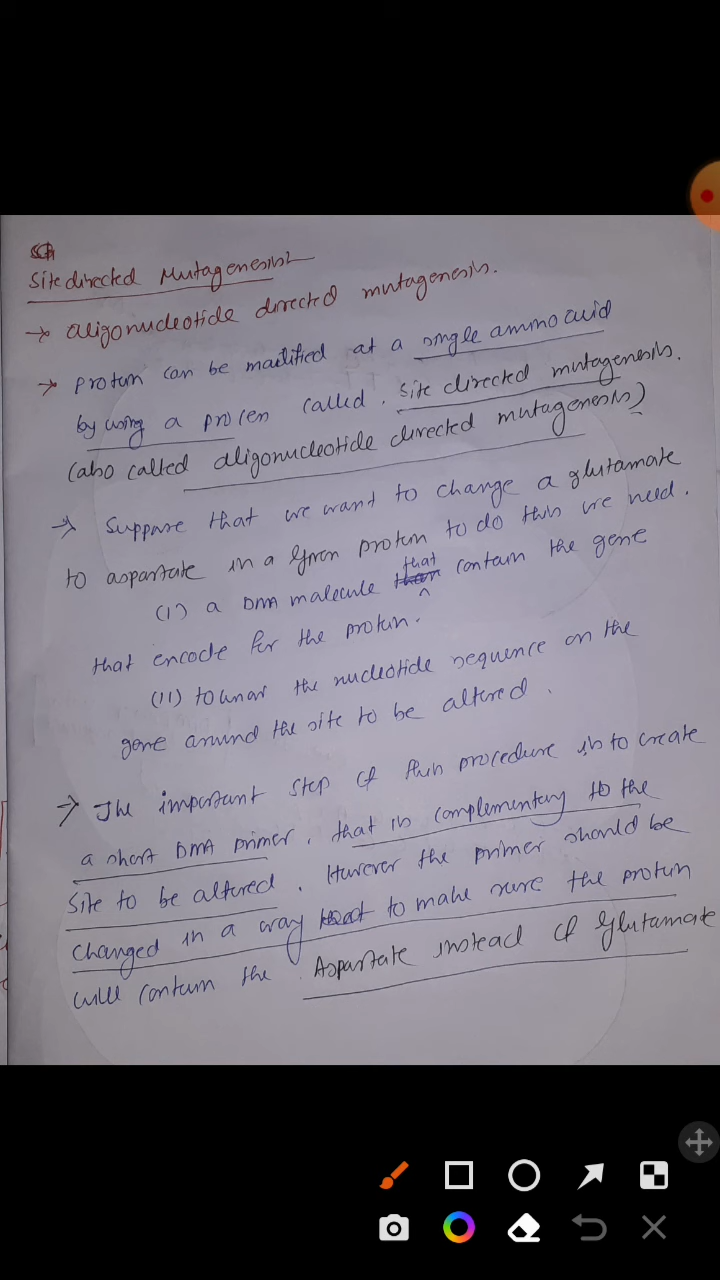 Site directed Mutagenesis
→ aligonucleotide directed mutagenesis.
→ protein can be modified at a single ammo acid
by using a process called . site directed mutagenesis.
(also called aligonucleotide directed mutagenesis)
→ Suppose that we want to change a glutamate
to aspartate in a given protein to do this we need.
(i) a DNA malecule that contain the gene
that encode for the protein.
(ii) to know the nucleotide sequence on the
gene around the site to be altered.
→ The important step of this procedure is to create
a short DNA primer. that is complementary to the
site to be altered. However the primer should be
changed in a way to make sure the protein
will contain the Aspartate instead of glutamate